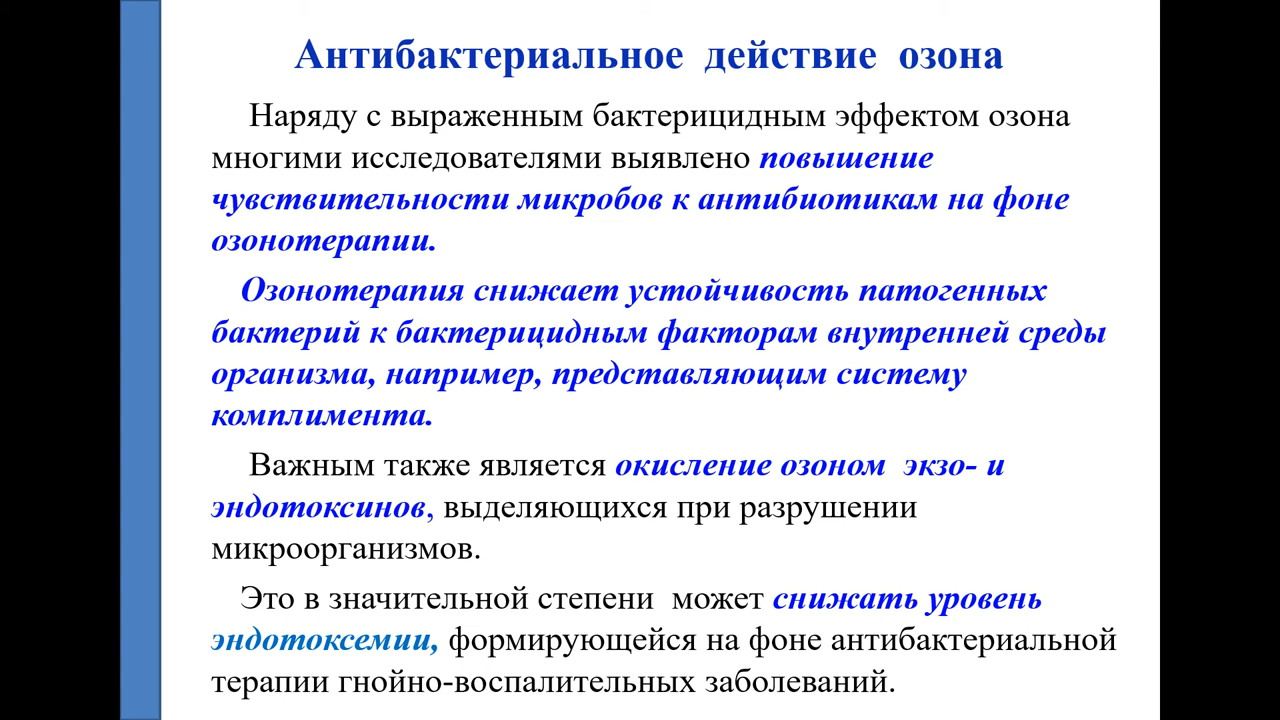 Антибактериальное действие озона
Наряду с выраженным бактерицидным эффектом озона
многими исследователями выявлено повышение
чувствительности микробов к антибиотикам на фоне
озонотерапии.
Озонотерапия снижает устойчивость патогенных
бактерий к бактерицидным факторам внутренней среды
организма, например, представляющим систему
комплимента.
Важным также является окисление озоном экзо- и
эндотоксинов, выделяющихся при разрушении
микроорганизмов.
Это в значительной степени может снижать уровень
эндотоксемии, формирующейся на фоне антибактериальной
терапии гнойно-воспалительных заболеваний.